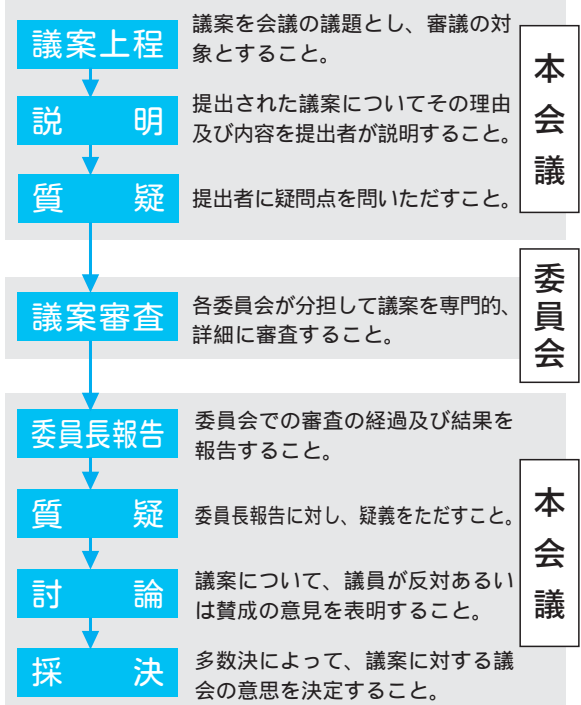 議案上程
議案を会議の議題とし、審議の対
象とすること。
説 明
提出された議案についてその理由
及び内容を提出者が説明すること。
質 疑
提出者に疑問点を問いただすこと。
本会議
議案審査
各委員会が分担して議案を専門的、
詳細に審査すること。
委員会
委員長報告
委員会での審査の経過及び結果を
報告すること。
質 疑
委員長報告に対し、疑義をただすこと。
討 論
議案について、議員が反対あるい
は賛成の意見を表明すること。
採 決
多数決によって、議案に対する議
会の意思を決定すること。
本会議